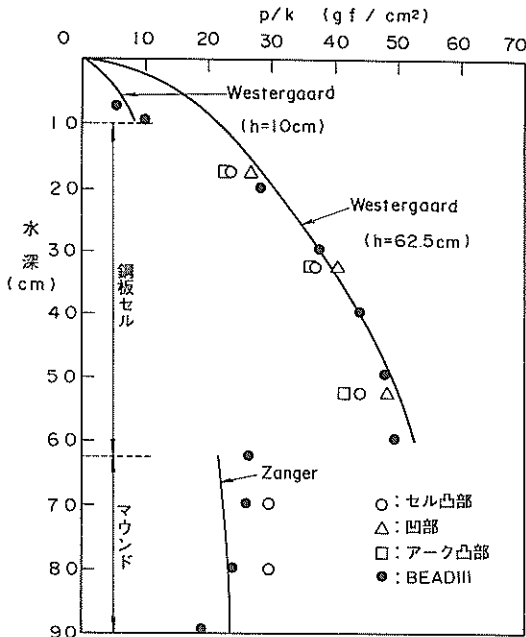 p/k (gf/cm²)
0 10 20 30 40 50 60 70
Westergaard
(h=10cm)
10
20
Westergaard
(h=62.5cm)
水深
(cm)
30
鋼板セル
40
50
60
Zanger
70
マウンド
80
90
○:セル凸部
△:凹部
□:アーク凸部
●:BEADIII